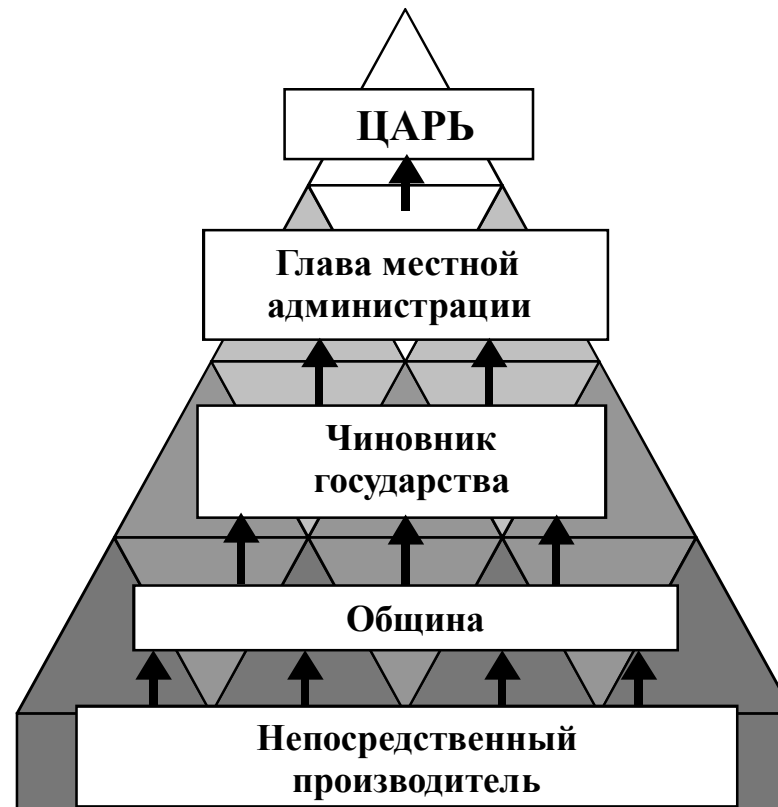 ЦАРЬ
Глава местной
администрации
Чиновник
государства
Община
Непосредственный
производитель